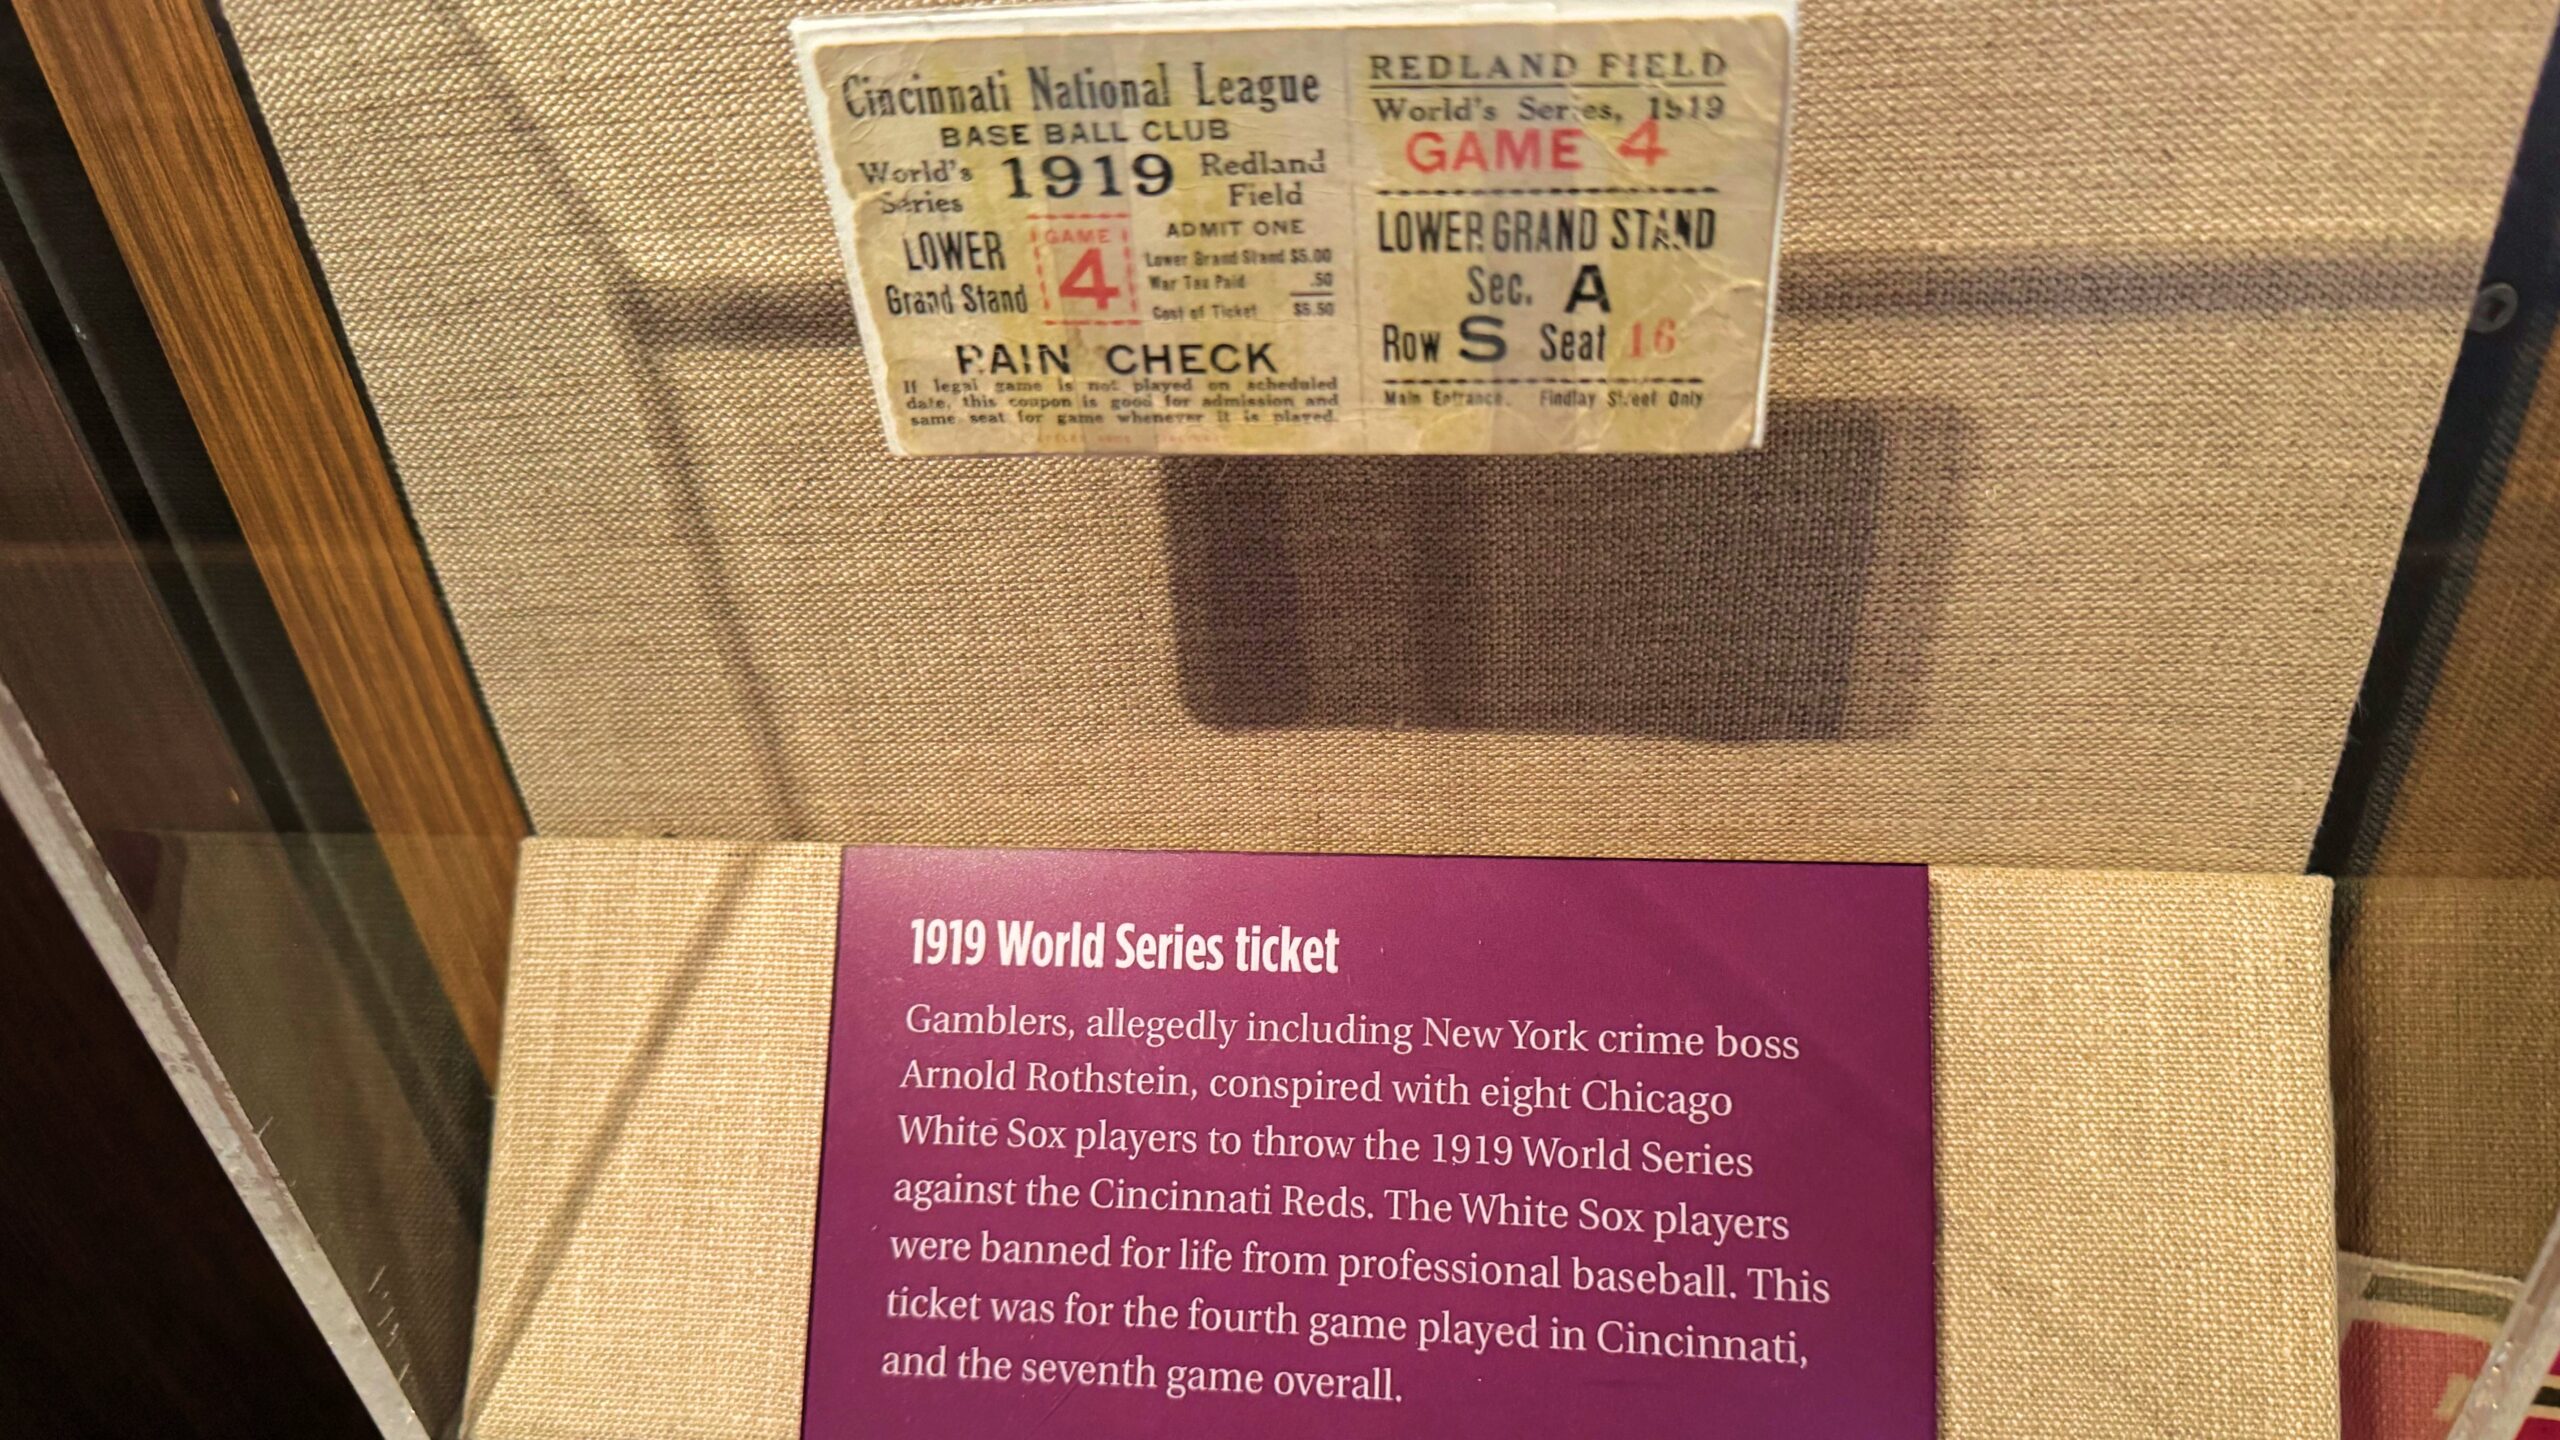 Cincinnati National League
BASE BALL CLUB
World's Series 1919 Redland Field
LOWER Grand Stand
GAME 4
ADMIT ONE
Lower Grand Stand $5.00
War Tax Paid .50
Cost of Ticket $5.50
RAIN CHECK
If legal game is not played on scheduled
date, this coupon is good for admission and
same seat for game whenever it is played.
REDLAND FIELD
World's Series, 1919
GAME 4
LOWER GRAND STAND
Sec. A
Row S Seat 16
Main Entrance. Findlay Street Only
1919 World Series ticket
Gamblers, allegedly including New York crime boss
Arnold Rothstein, conspired with eight Chicago
White Sox players to throw the 1919 World Series
against the Cincinnati Reds. The White Sox players
were banned for life from professional baseball. This
ticket was for the fourth game played in Cincinnati,
and the seventh game overall.